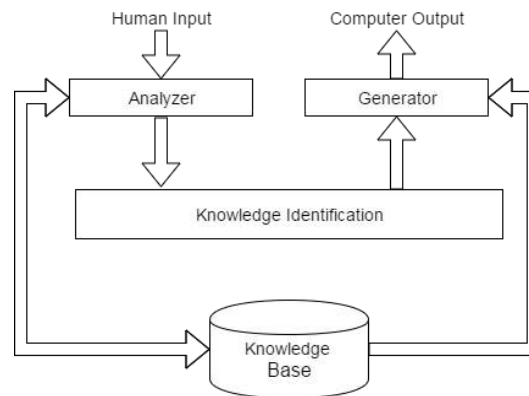 Human Input
Computer Output
Analyzer
Generator
Knowledge Identification
Knowledge
Base